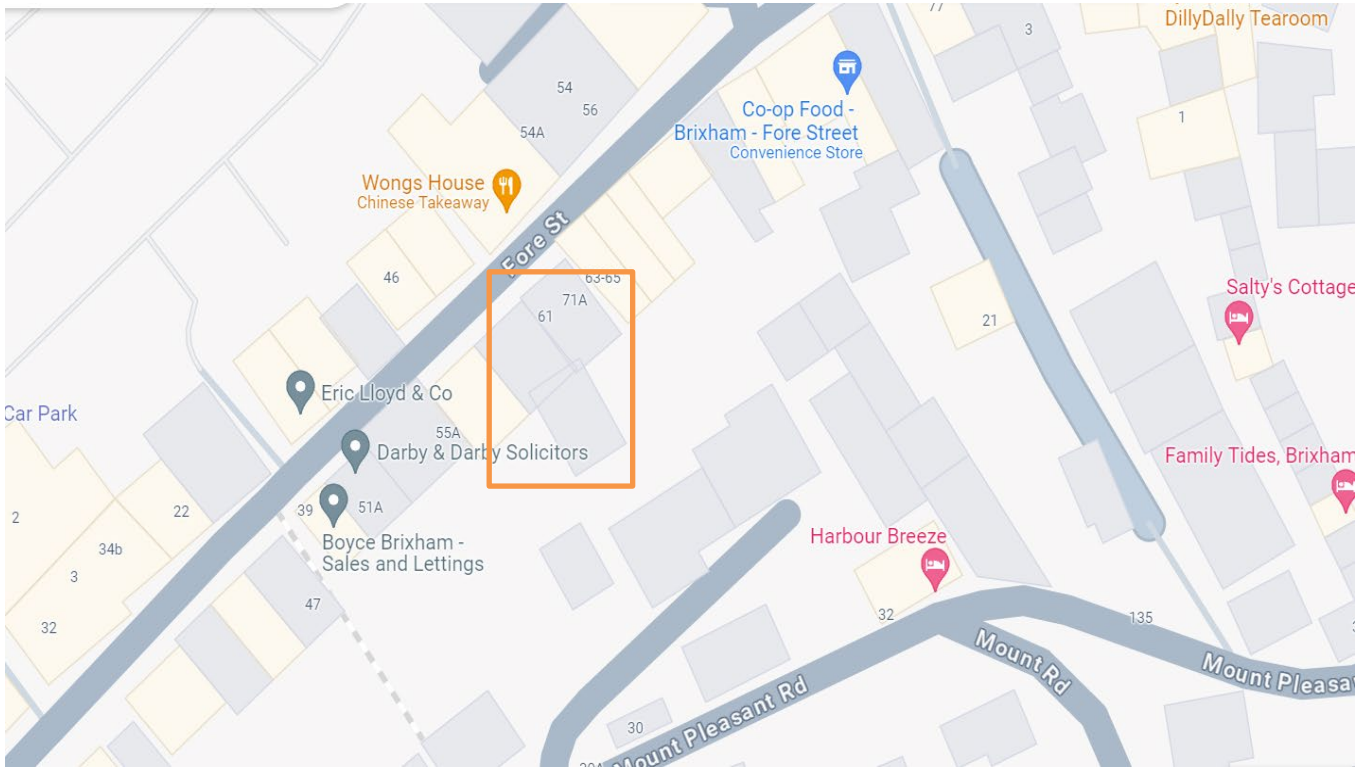 77
3
DillyDally Tearoom
54
56
54A
Co-op Food -
Brixham - Fore Street
Convenience Store
1
Wongs House
Chinese Takeaway
Fore St
46
63-65
71A
61
21
Salty's Cottage
Eric Lloyd & Co
Car Park
55A
Darby & Darby Solicitors
Family Tides, Brixham
2
22
39
51A
34b
Boyce Brixham -
Sales and Lettings
3
Harbour Breeze
47
32
32
135
Mount Rd
Mount Pleasant Rd
30